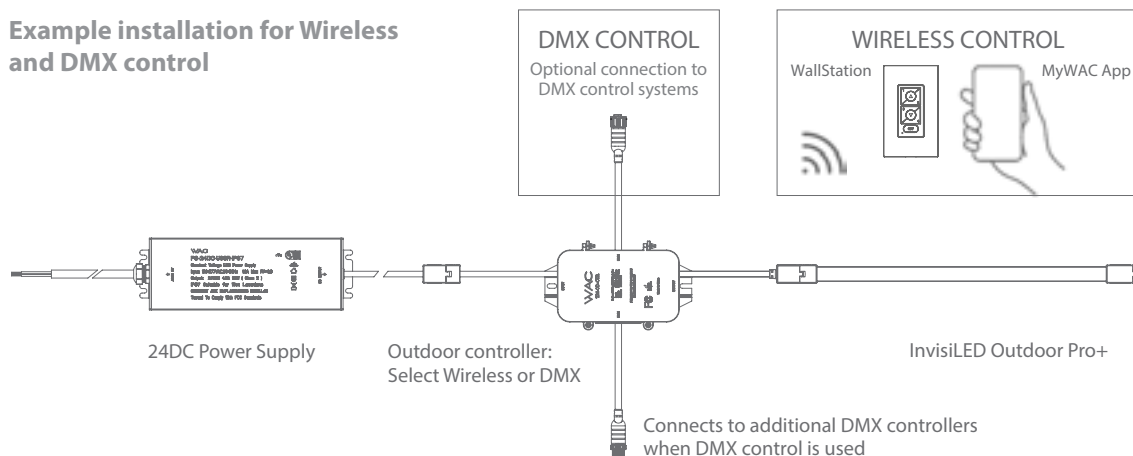 Example installation for Wireless
and DMX control
DMX CONTROL
Optional connection to
DMX control systems
WIRELESS CONTROL
WallStation
MyWAC App
WAC
WAC
24DC Power Supply
Outdoor controller:
Select Wireless or DMX
InvisiLED Outdoor Pro+
Connects to additional DMX controllers
when DMX control is used